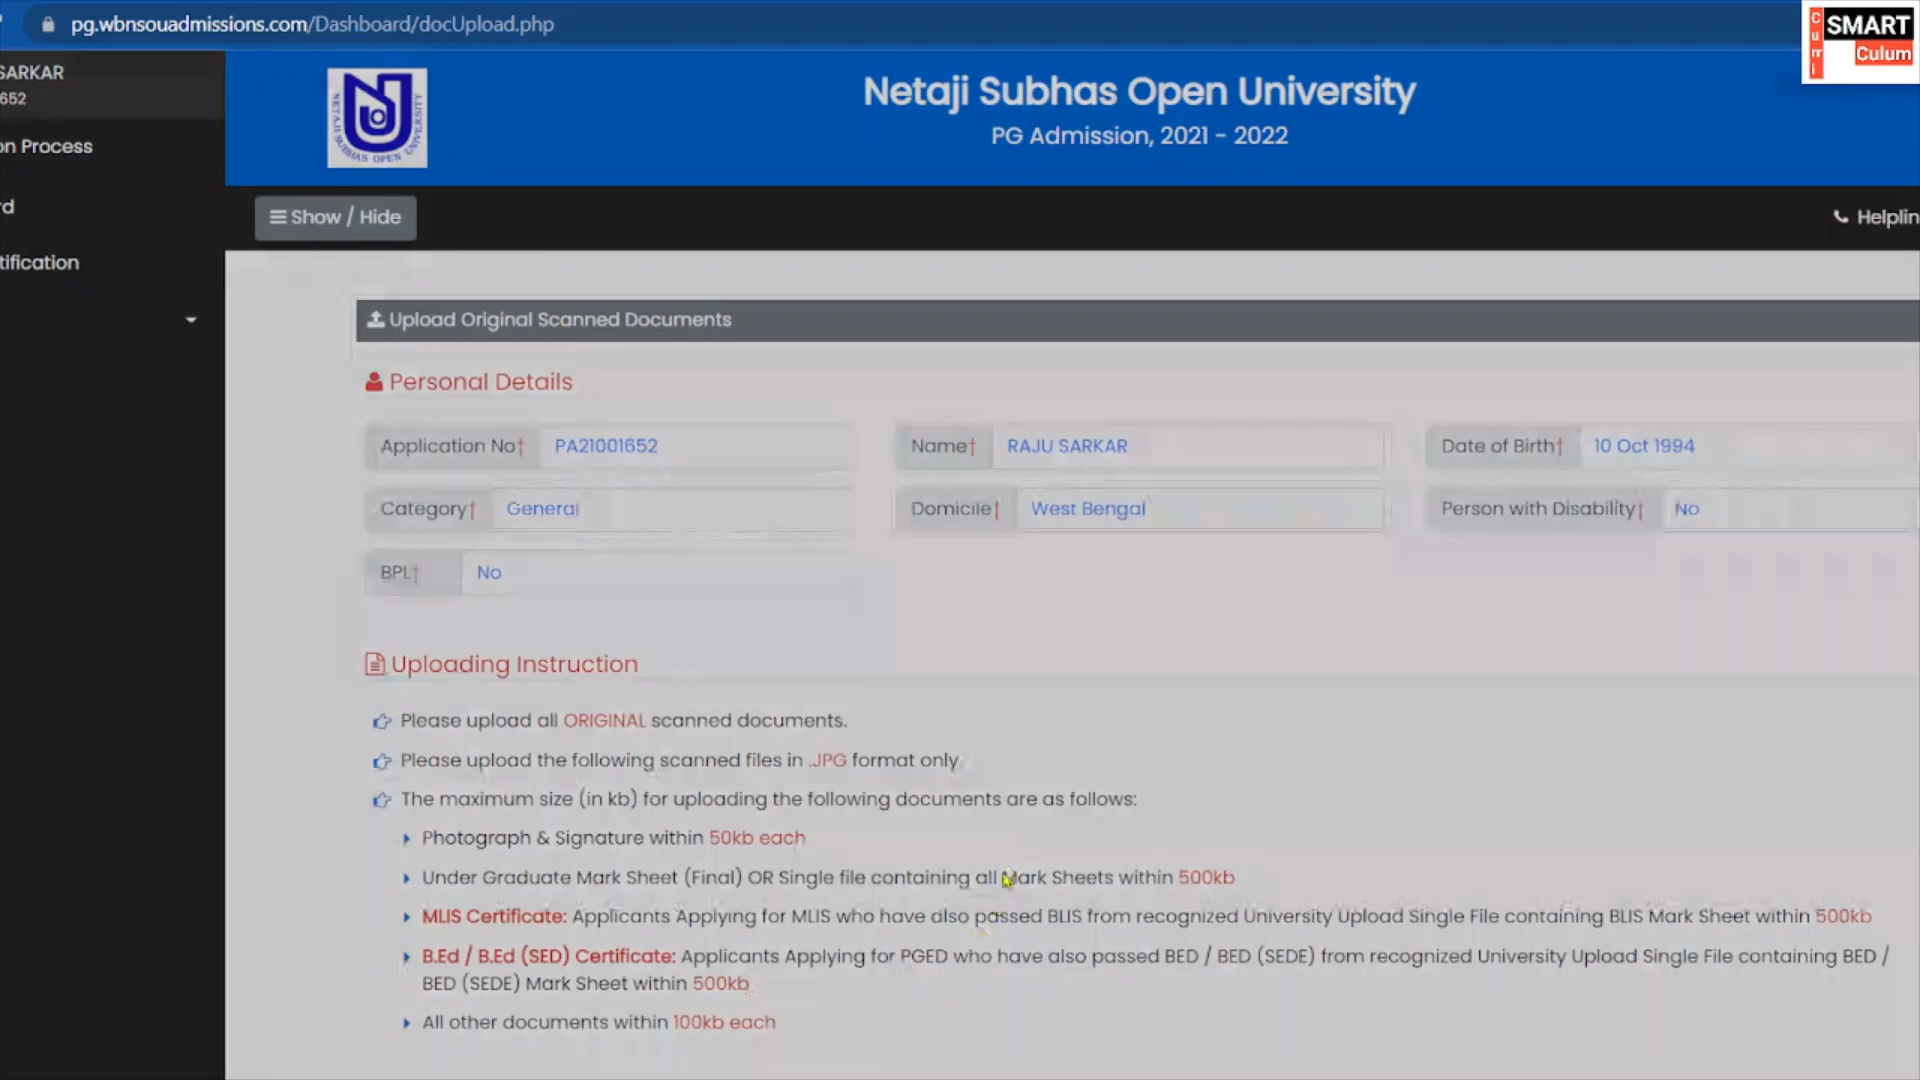 pg.wbnsouadmissions.com/Dashboard/docUpload.php
SMART
Curri
Culum
SARKAR
652
Netaji Subhas Open University
PG Admission, 2021 - 2022
NETAJI SUBHAS OPEN UNIVERSITY
on Process
rd
tification
Show / Hide
Helplin
Upload Original Scanned Documents
Personal Details
Application No† PA21001652
Name† RAJU SARKAR
Date of Birth† 10 Oct 1994
Category† General
Domicile† West Bengal
Person with Disability† No
BPL† No
Uploading Instruction
Please upload all ORIGINAL scanned documents.
Please upload the following scanned files in .JPG format only.
The maximum size (in kb) for uploading the following documents are as follows:
Photograph & Signature within 50kb each
Under Graduate Mark Sheet (Final) OR Single file containing all Mark Sheets within 500kb
MLIS Certificate: Applicants Applying for MLIS who have also passed BLIS from recognized University Upload Single File containing BLIS Mark Sheet within 500kb
B.Ed / B.Ed (SED) Certificate: Applicants Applying for PGED who have also passed BED / BED (SEDE) from recognized University Upload Single File containing BED /
BED (SEDE) Mark Sheet within 500kb.
All other documents within 100kb each